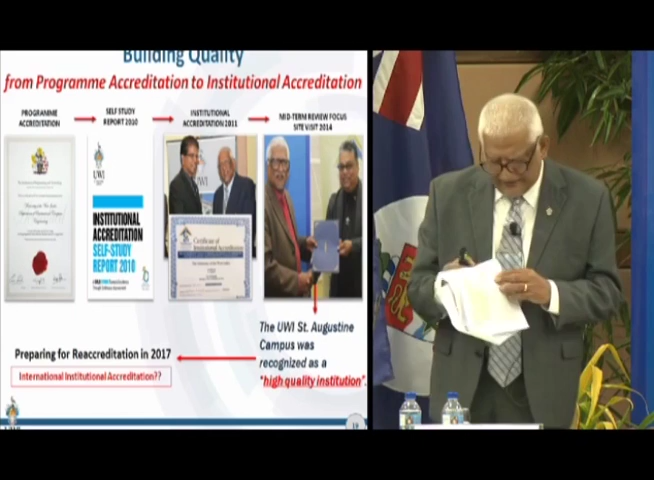 Building Quality
from Programme Accreditation to Institutional Accreditation
PROGRAMME
ACCREDITATION
SELF STUDY
REPORT 2010
INSTITUTIONAL
ACCREDITATION 2011
MID-TERM REVIEW FOCUS
SITE VISIT 2014
UWI
INSTITUTIONAL
ACCREDITATION
SELF-STUDY
REPORT 2010
UWI
Certificate of
Institutional Accreditation
The UWI St. Augustine
Campus was
recognized as a
"high quality institution".
Preparing for Reaccreditation in 2017
International Institutional Accreditation??
19